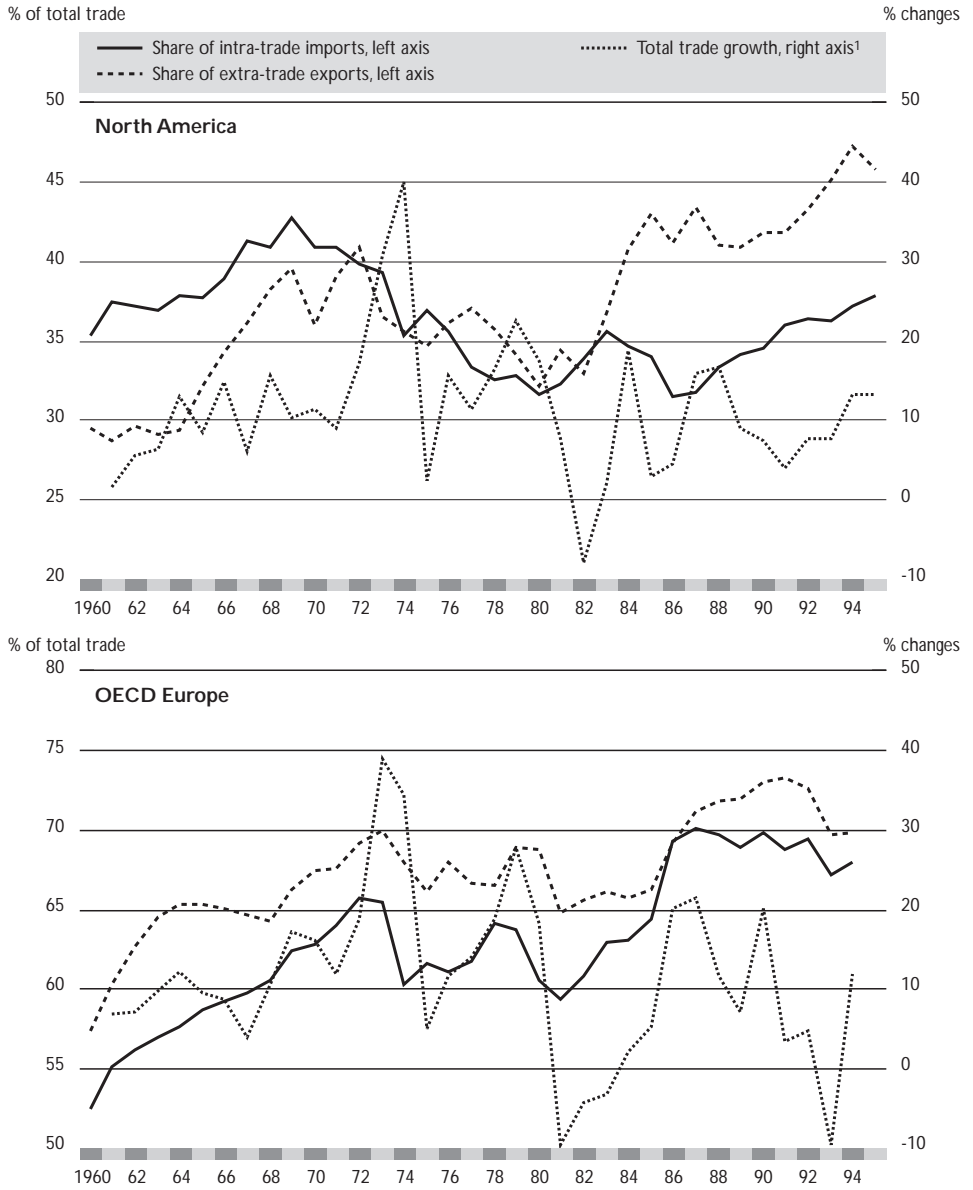 % of total trade % changes
Share of intra-trade imports, left axis Total trade growth, right axis¹
Share of extra-trade exports, left axis
50 50
North America
45 40
40 30
35 20
30 10
25 0
20 -10
1960 62 64 66 68 70 72 74 76 78 80 82 84 86 88 90 92 94
% of total trade % changes
80 50
OECD Europe
75 40
70 30
65 20
60 10
55 0
50 -10
1960 62 64 66 68 70 72 74 76 78 80 82 84 86 88 90 92 94